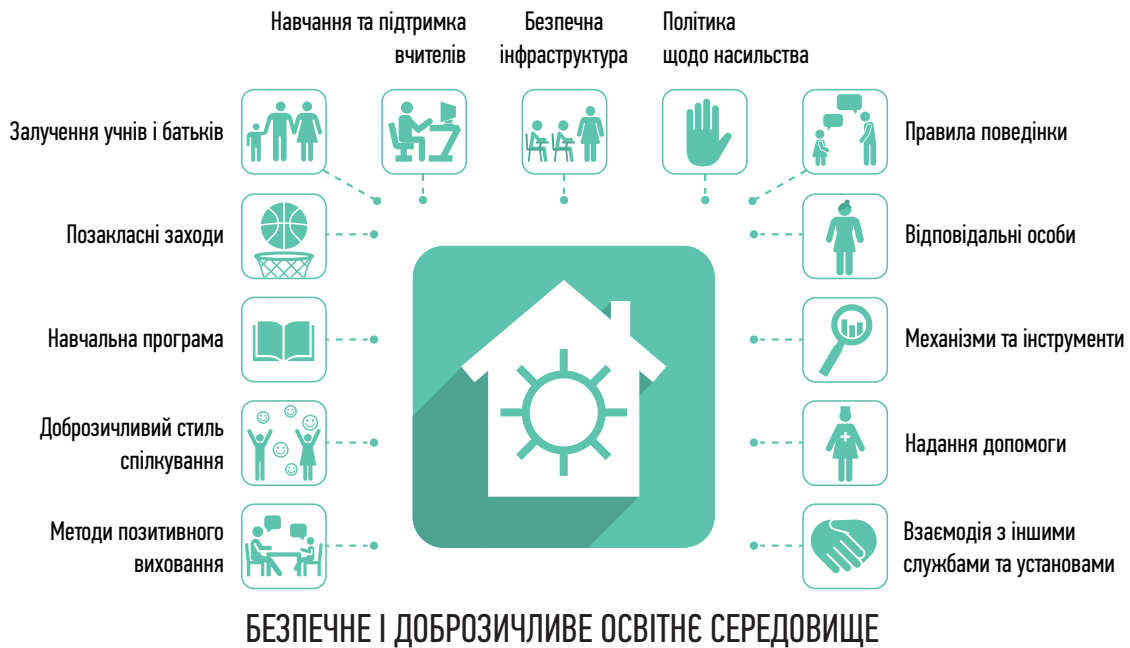 Навчання та підтримка
вчителів
Безпечна
інфраструктура
Політика
щодо насильства
Залучення учнів і батьків
Правила поведінки
Позакласні заходи
Відповідальні особи
Навчальна програма
Механізми та інструменти
Доброзичливий стиль
спілкування
Надання допомоги
Методи позитивного
виховання
Взаємодія з іншими
службами та установами
БЕЗПЕЧНЕ І ДОБРОЗИЧЛИВЕ ОСВІТНЄ СЕРЕДОВИЩЕ